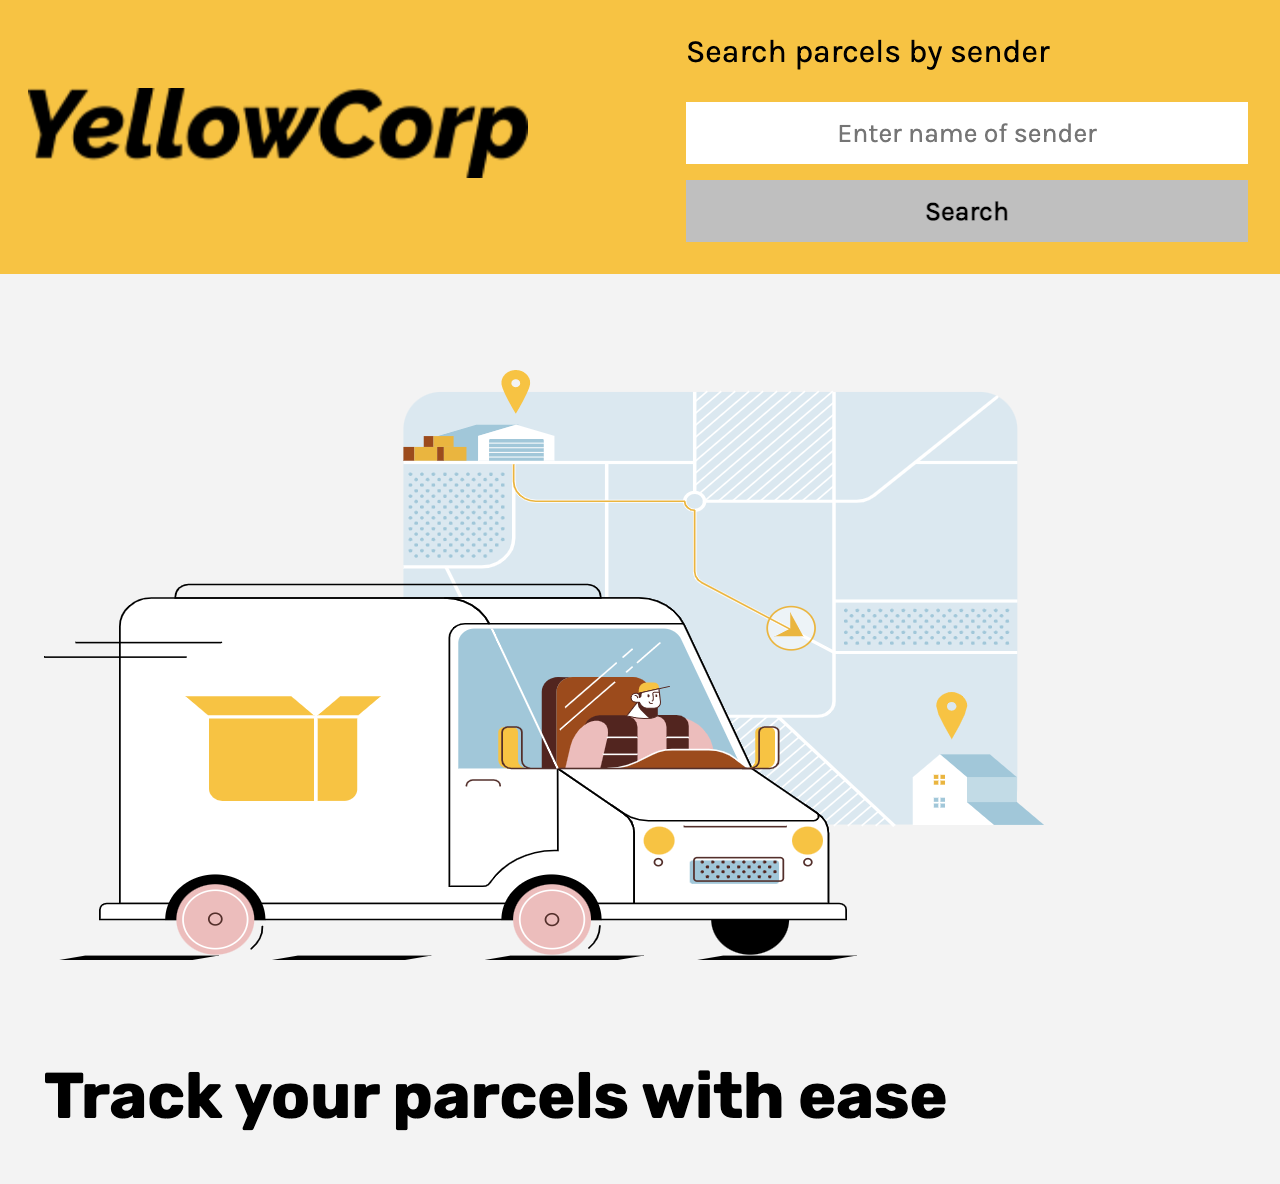 YellowCorp
Search parcels by sender
Enter name of sender
Search
Track your parcels with ease